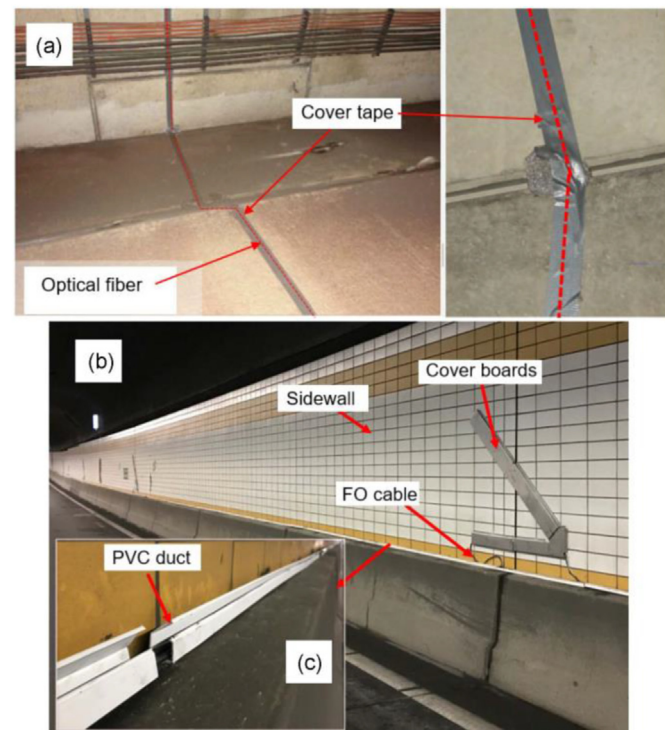 (a)
Cover tape
Optical fiber
(b)
Cover boards
Sidewall
FO cable
PVC duct
(c)